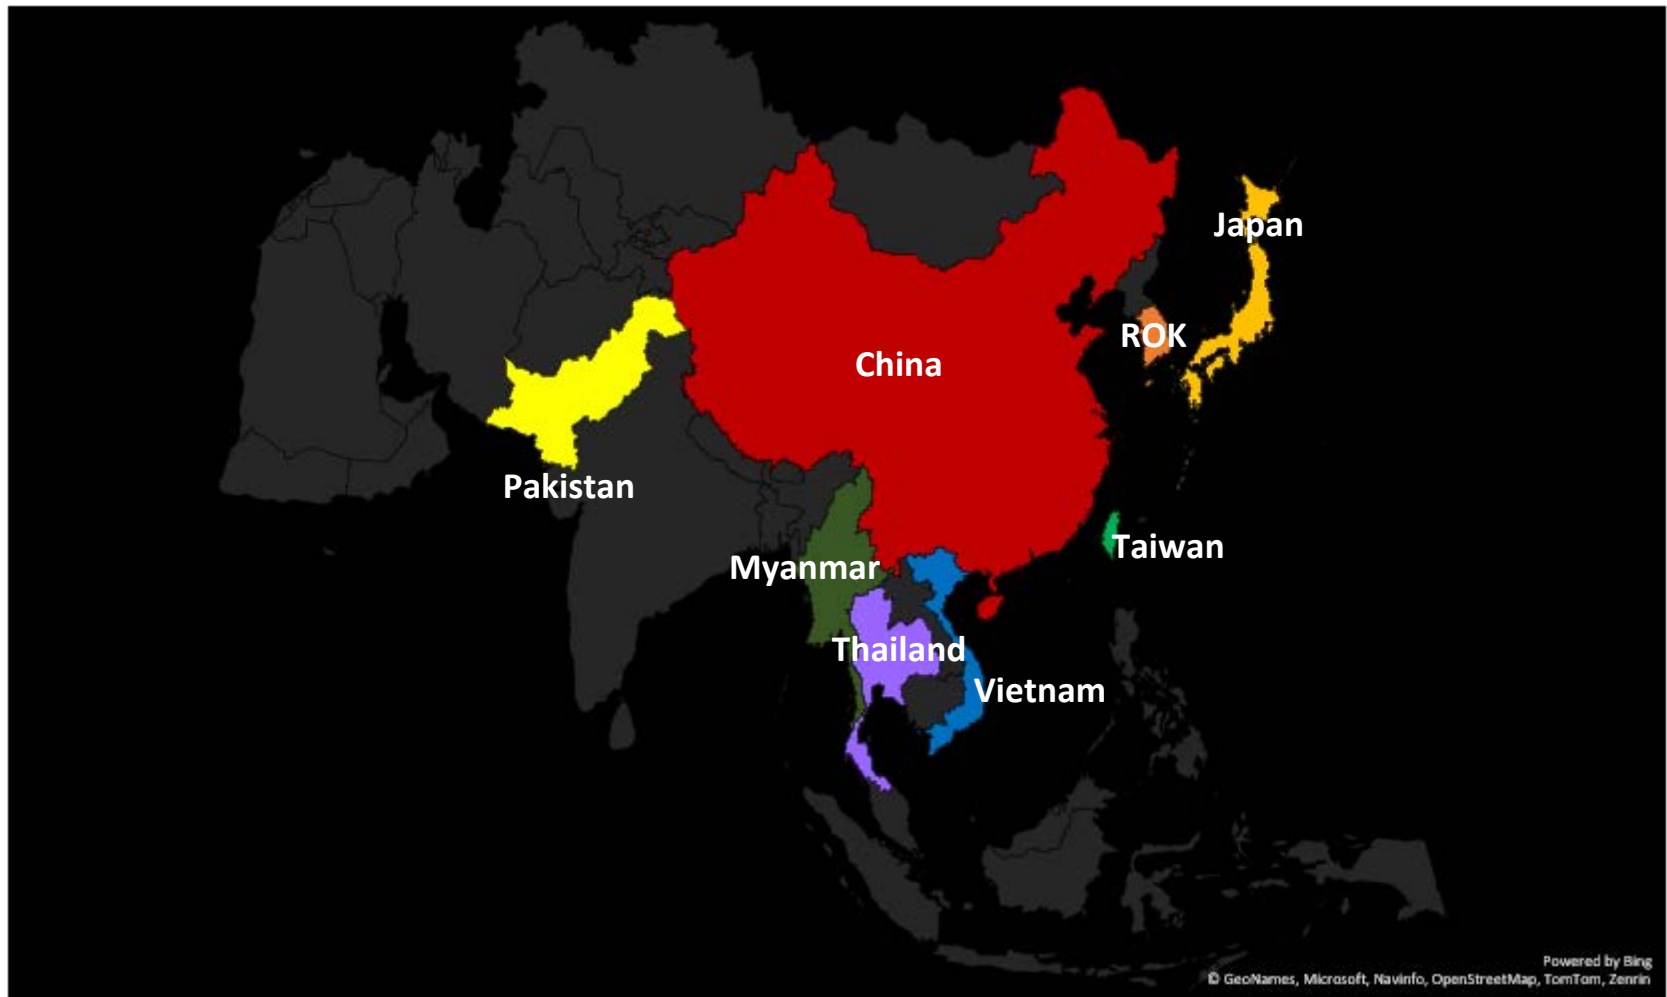 Japan
ROK
China
Pakistan
Taiwan
Myanmar
Thailand
Vietnam
Powered by Bing
© GeoNames, Microsoft, Navinfo, OpenStreetMap, TomTom, Zenrin